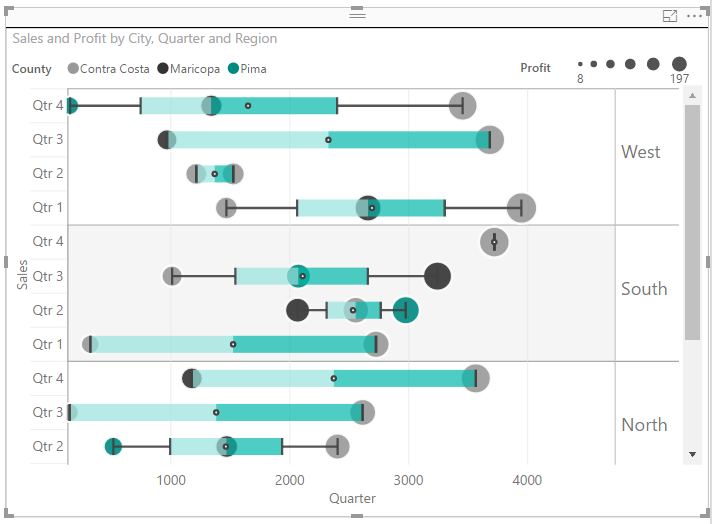 Sales and Profit by City, Quarter and Region
County Contra Costa Maricopa Pima Profit
8 197
Qtr 4
Qtr 3
Qtr 2
Qtr 1
West
Qtr 4
Qtr 3
Qtr 2
Qtr 1
South
Qtr 4
Qtr 3
Qtr 2
North
Sales
1000 2000 3000 4000
Quarter